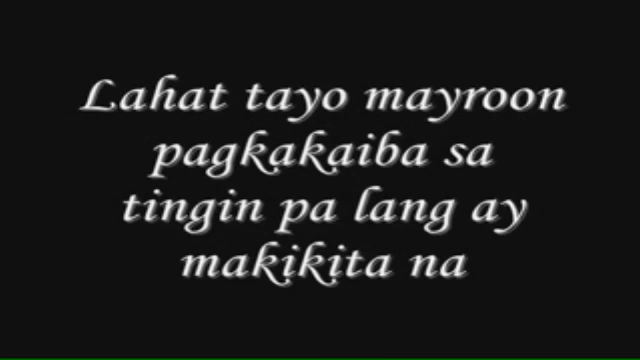 Lahat tayo mayroon
pagkakaiba sa
tingin pa lang ay
makikita na